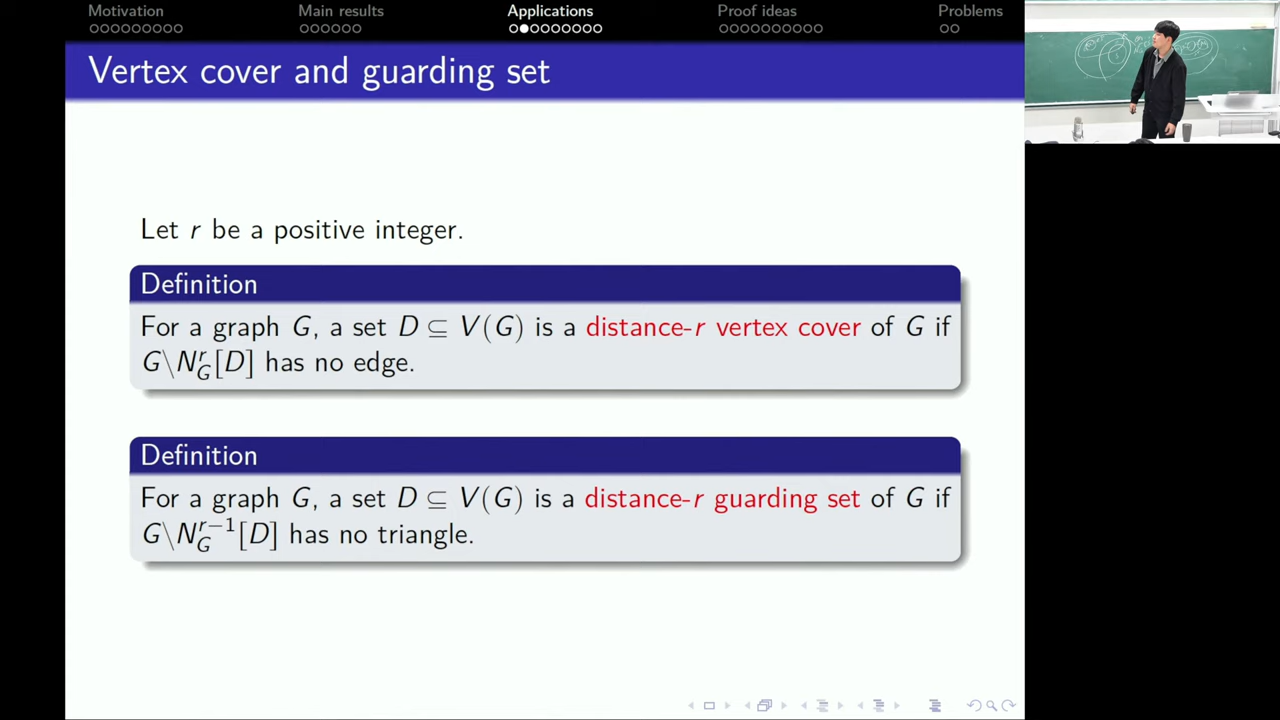 Motivation Main results Applications Proof ideas Problems
Vertex cover and guarding set
Let r be a positive integer.
Definition
For a graph G, a set D ⊆ V(G) is a distance-r vertex cover of G if
G\N_G^r[D] has no edge.
Definition
For a graph G, a set D ⊆ V(G) is a distance-r guarding set of G if
G\N_G^{r−1}[D] has no triangle.